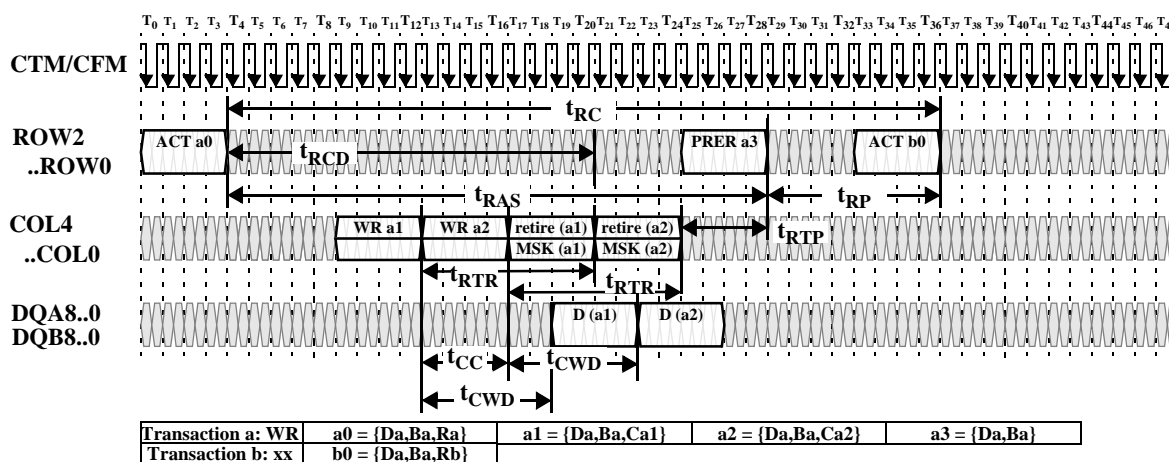 T0 T1 T2 T3 T4 T5 T6 T7 T8 T9 T10 T11 T12 T13 T14 T15 T16 T17 T18 T19 T20 T21 T22 T23 T24 T25 T26 T27 T28 T29 T30 T31 T32 T33 T34 T35 T36 T37 T38 T39 T40 T41 T42 T43 T44 T45 T46 T4
CTM/CFM
tRC
ROW2
..ROW0
ACT a0 PRER a3 ACT b0
tRCD
tRAS tRP
COL4
..COL0
WR a1 WR a2 retire (a1) retire (a2)
MSK (a1) MSK (a2)
tRTP
tRTR tRTR
DQA8..0
DQB8..0
D (a1) D (a2)
tCC tCWD
tCWD
Transaction a: WR a0 = {Da,Ba,Ra} a1 = {Da,Ba,Ca1} a2 = {Da,Ba,Ca2} a3 = {Da,Ba}
Transaction b: xx b0 = {Da,Ba,Rb}